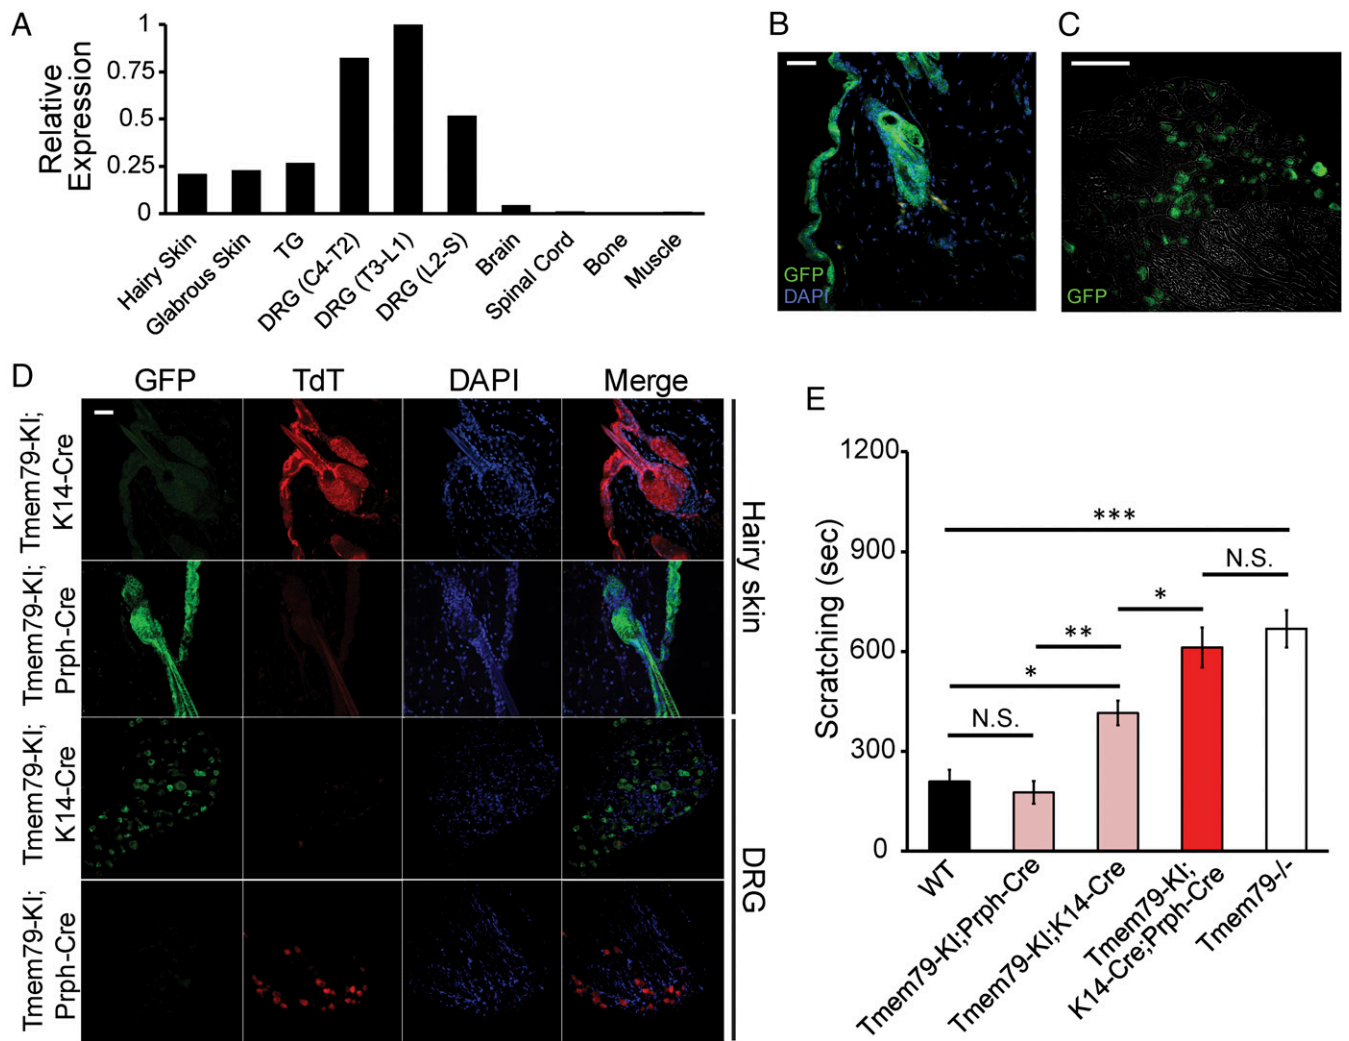 A
Relative
Expression
1
0.75
0.5
0.25
0
Hairy Skin
Glabrous Skin
TG
DRG (C4-T2)
DRG (T3-L1)
DRG (L2-S)
Brain
Spinal Cord
Bone
Muscle
B
GFP
DAPI
C
GFP
D
GFP TdT DAPI Merge
Tmem79-KI;
K14-Cre
Tmem79-KI;
Prph-Cre
Tmem79-KI;
K14-Cre
Tmem79-KI;
Prph-Cre
Hairy skin
DRG
E
Scratching (sec)
1200
900
600
300
0
***
N.S.
*
**
*
N.S.
WT
Tmem79-KI;Prph-Cre
Tmem79-KI;K14-Cre
Tmem79-KI;
K14-Cre;Prph-Cre
Tmem79-/-